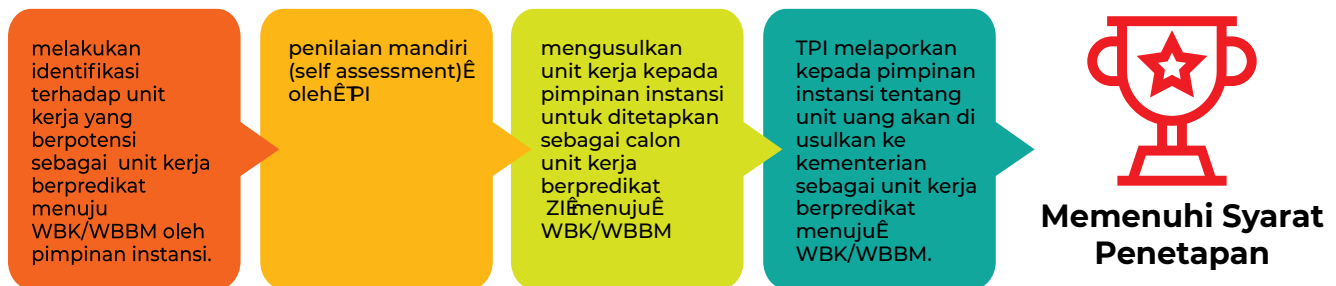 melakukan
identifikasi
terhadap unit
kerja yang
berpotensi
sebagai unit kerja
berpredikat
menuju
WBK/WBBM oleh
pimpinan instansi.
penilaian mandiri
(self assessment)Ê
olehÊTPI
mengusulkan
unit kerja kepada
pimpinan instansi
untuk ditetapkan
sebagai calon
unit kerja
berpredikat
ZIÊmenujuÊ
WBK/WBBM
TPI melaporkan
kepada pimpinan
instansi tentang
unit uang akan di
usulkan ke
kementerian
sebagai unit kerja
berpredikat
menujuÊ
WBK/WBBM.
Memenuhi Syarat
Penetapan